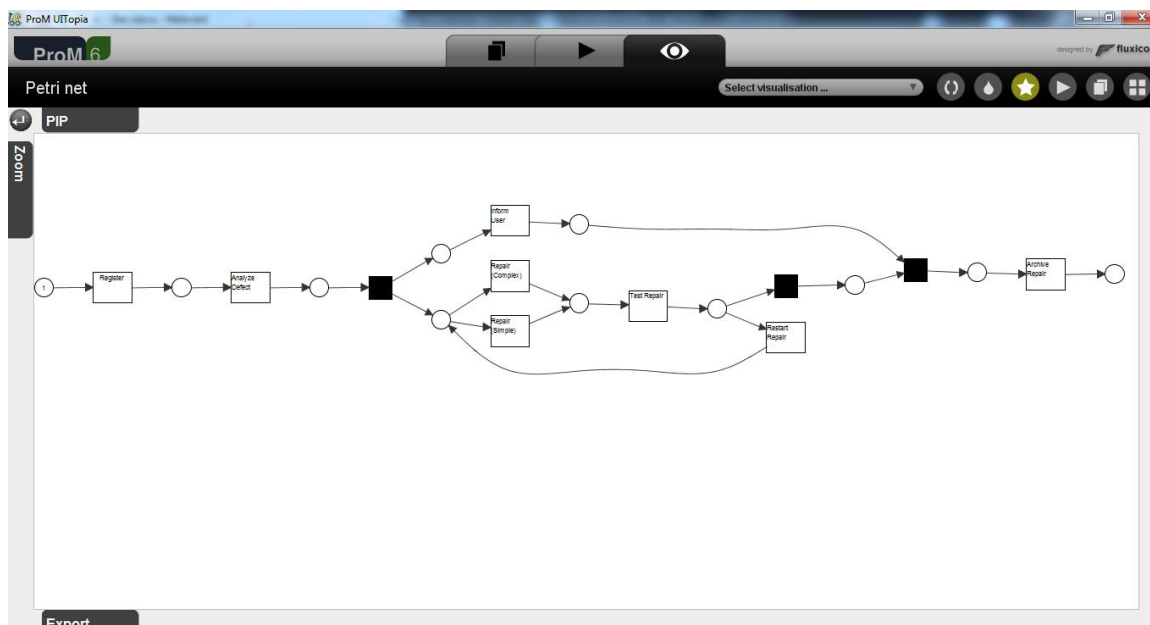 ProM UITopia
ProM 6
designed by fluxicon
Petri net
Select visualisation ...
PIP
Zoom
Inform
User
Repair
(Complex)
Register
Analyze
Defect
Test Repair
Archive
Repair
1
Repair
(Simple)
Restart
Repair
Export